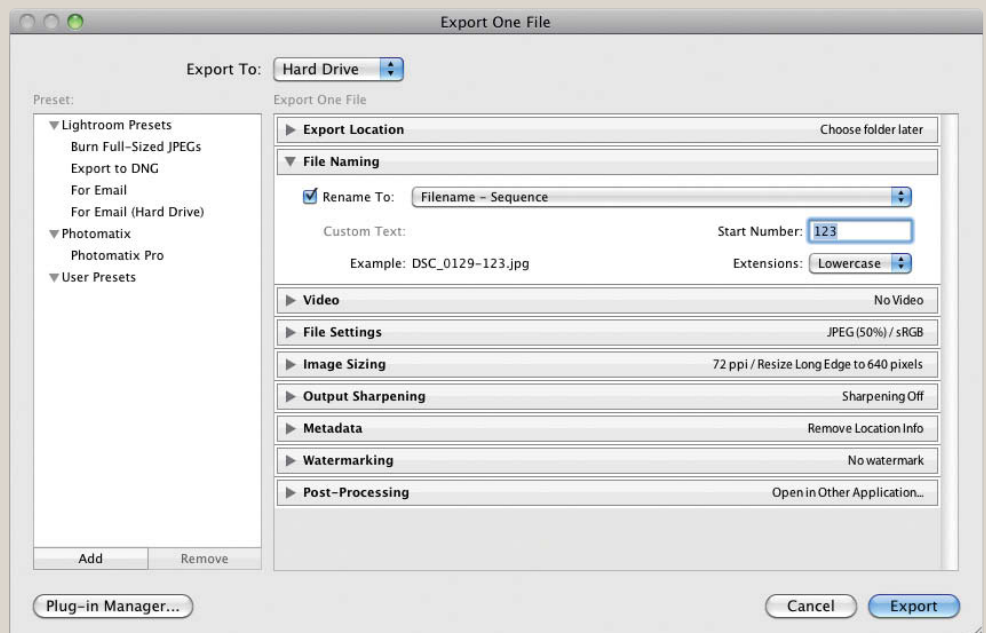 Export One File
Export To: Hard Drive
Preset:
Export One File
Lightroom Presets
Burn Full-Sized JPEGs
Export to DNG
For Email
For Email (Hard Drive)
Photomatix
Photomatix Pro
User Presets
Export Location Choose folder later
File Naming
Rename To: Filename – Sequence
Custom Text: Start Number: 123
Example: DSC_0129-123.jpg Extensions: Lowercase
Video No Video
File Settings JPEG (50%) / sRGB
Image Sizing 72 ppi / Resize Long Edge to 640 pixels
Output Sharpening Sharpening Off
Metadata Remove Location Info
Watermarking No watermark
Post-Processing Open in Other Application...
Add Remove
Plug-in Manager... Cancel Export